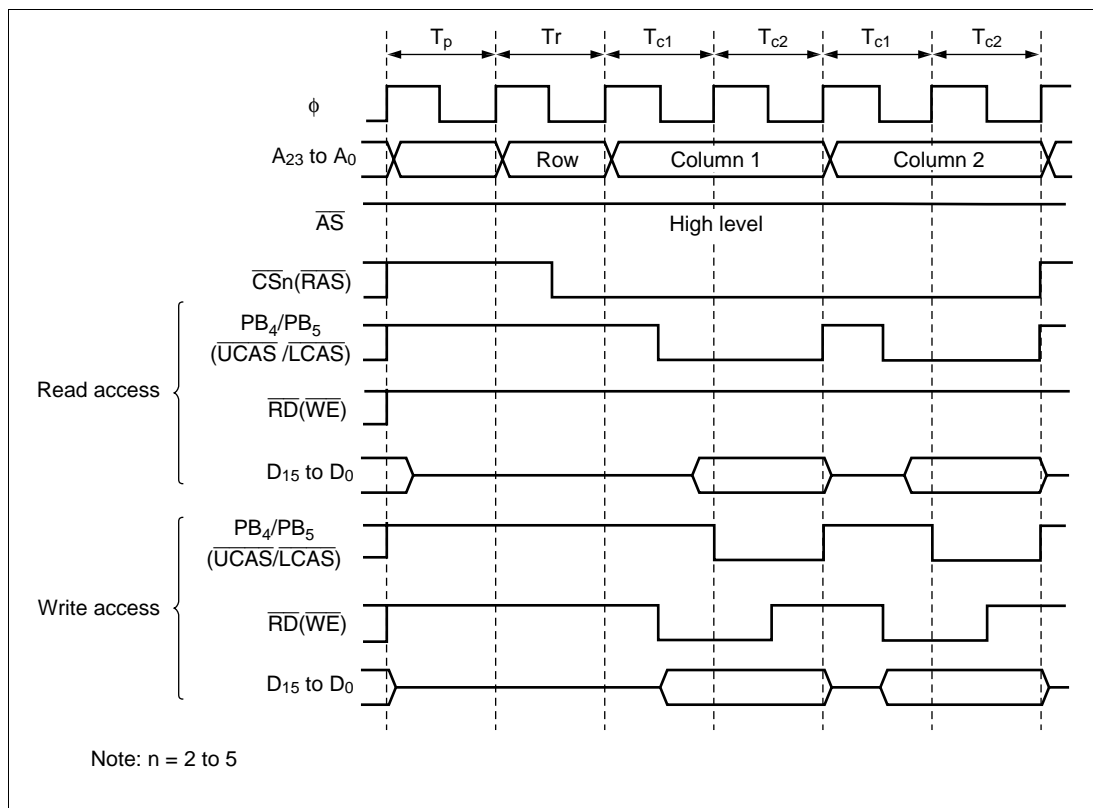 Tp Tr Tc1 Tc2 Tc1 Tc2
φ
A23 to A0 Row Column 1 Column 2
AS High level
CSn(RAS)
PB4/PB5
(UCAS /LCAS)
Read access
RD(WE)
D15 to D0
PB4/PB5
(UCAS/LCAS)
Write access
RD(WE)
D15 to D0
Note: n = 2 to 5